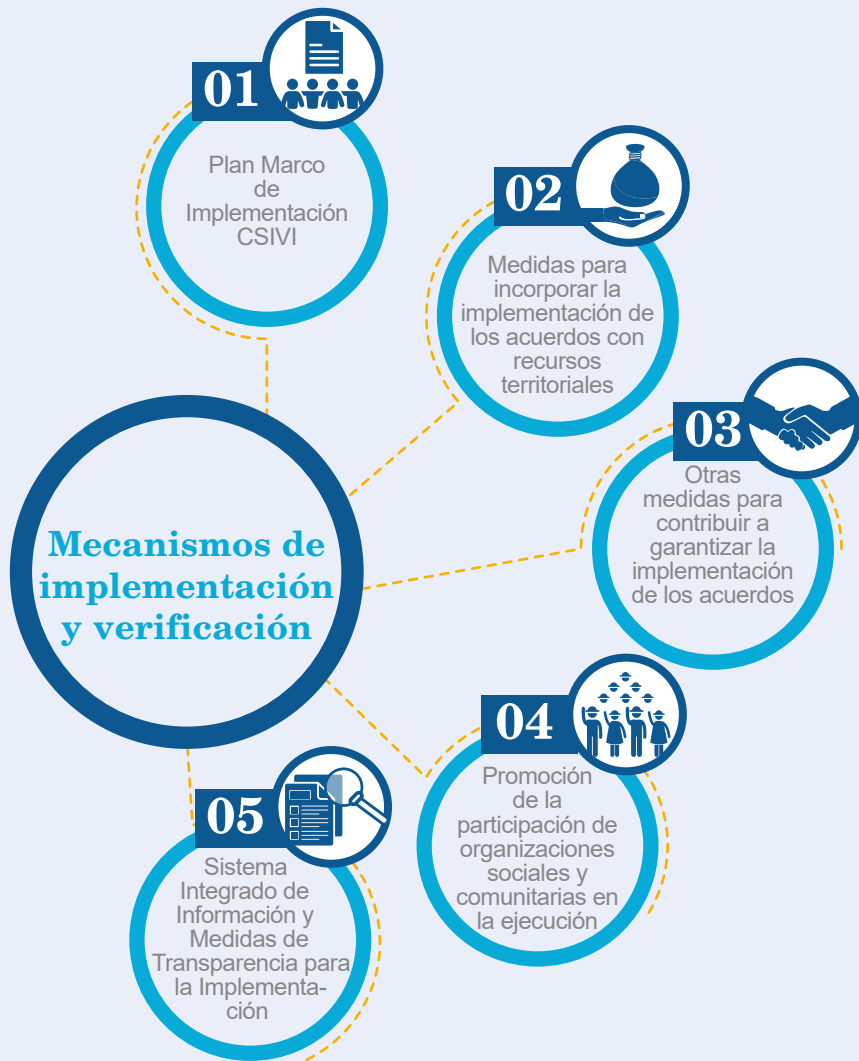 01
Plan Marco
de
Implementación
CSIVI
02
Medidas para
incorporar la
implementación de
los acuerdos con
recursos
territoriales
03
Otras
medidas para
contribuir a
garantizar la
implementación
de los acuerdos
Mecanismos de
implementación
y verificación
04
Promoción
de la
participación de
organizaciones
sociales y
comunitarias en
la ejecución
05
Sistema
Integrado de
Información y
Medidas de
Transparencia para
la Implementa-
ción